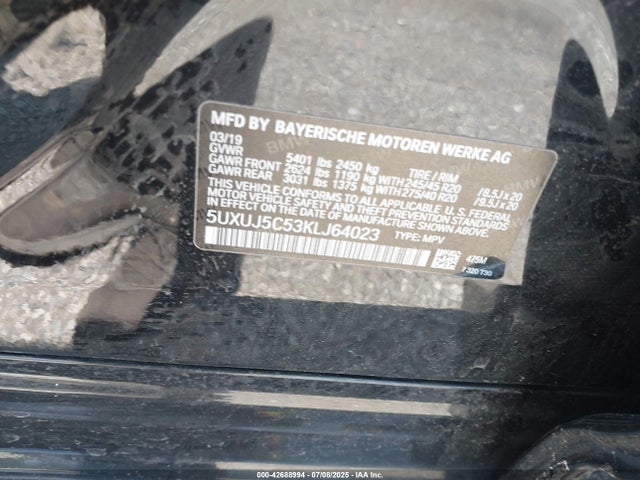 MFD BY BAYERISCHE MOTOREN WERKE AG
03/19
GVWR 5401 lbs 2450 kg TIRE / RIM
GAWR FRONT 2624 lbs 1190 kg WITH 245/45 R20 /8.5J x 20
GAWR REAR 3031 lbs 1375 kg WITH 275/40 R20 /9.5J x 20
THIS VEHICLE CONFORMS TO ALL APPLICABLE U.S. FEDERAL
MOTOR VEHICLE SAFETY AND THEFT PREVENTION STANDARDS
IN EFFECT ON THE DATE OF MANUFACTURE SHOWN ABOVE.
5UXUJ5C53KLJ64023 TYPE: MPV
475M
7 320 730
000-42688994 07/08/2025 - IAA Inc.